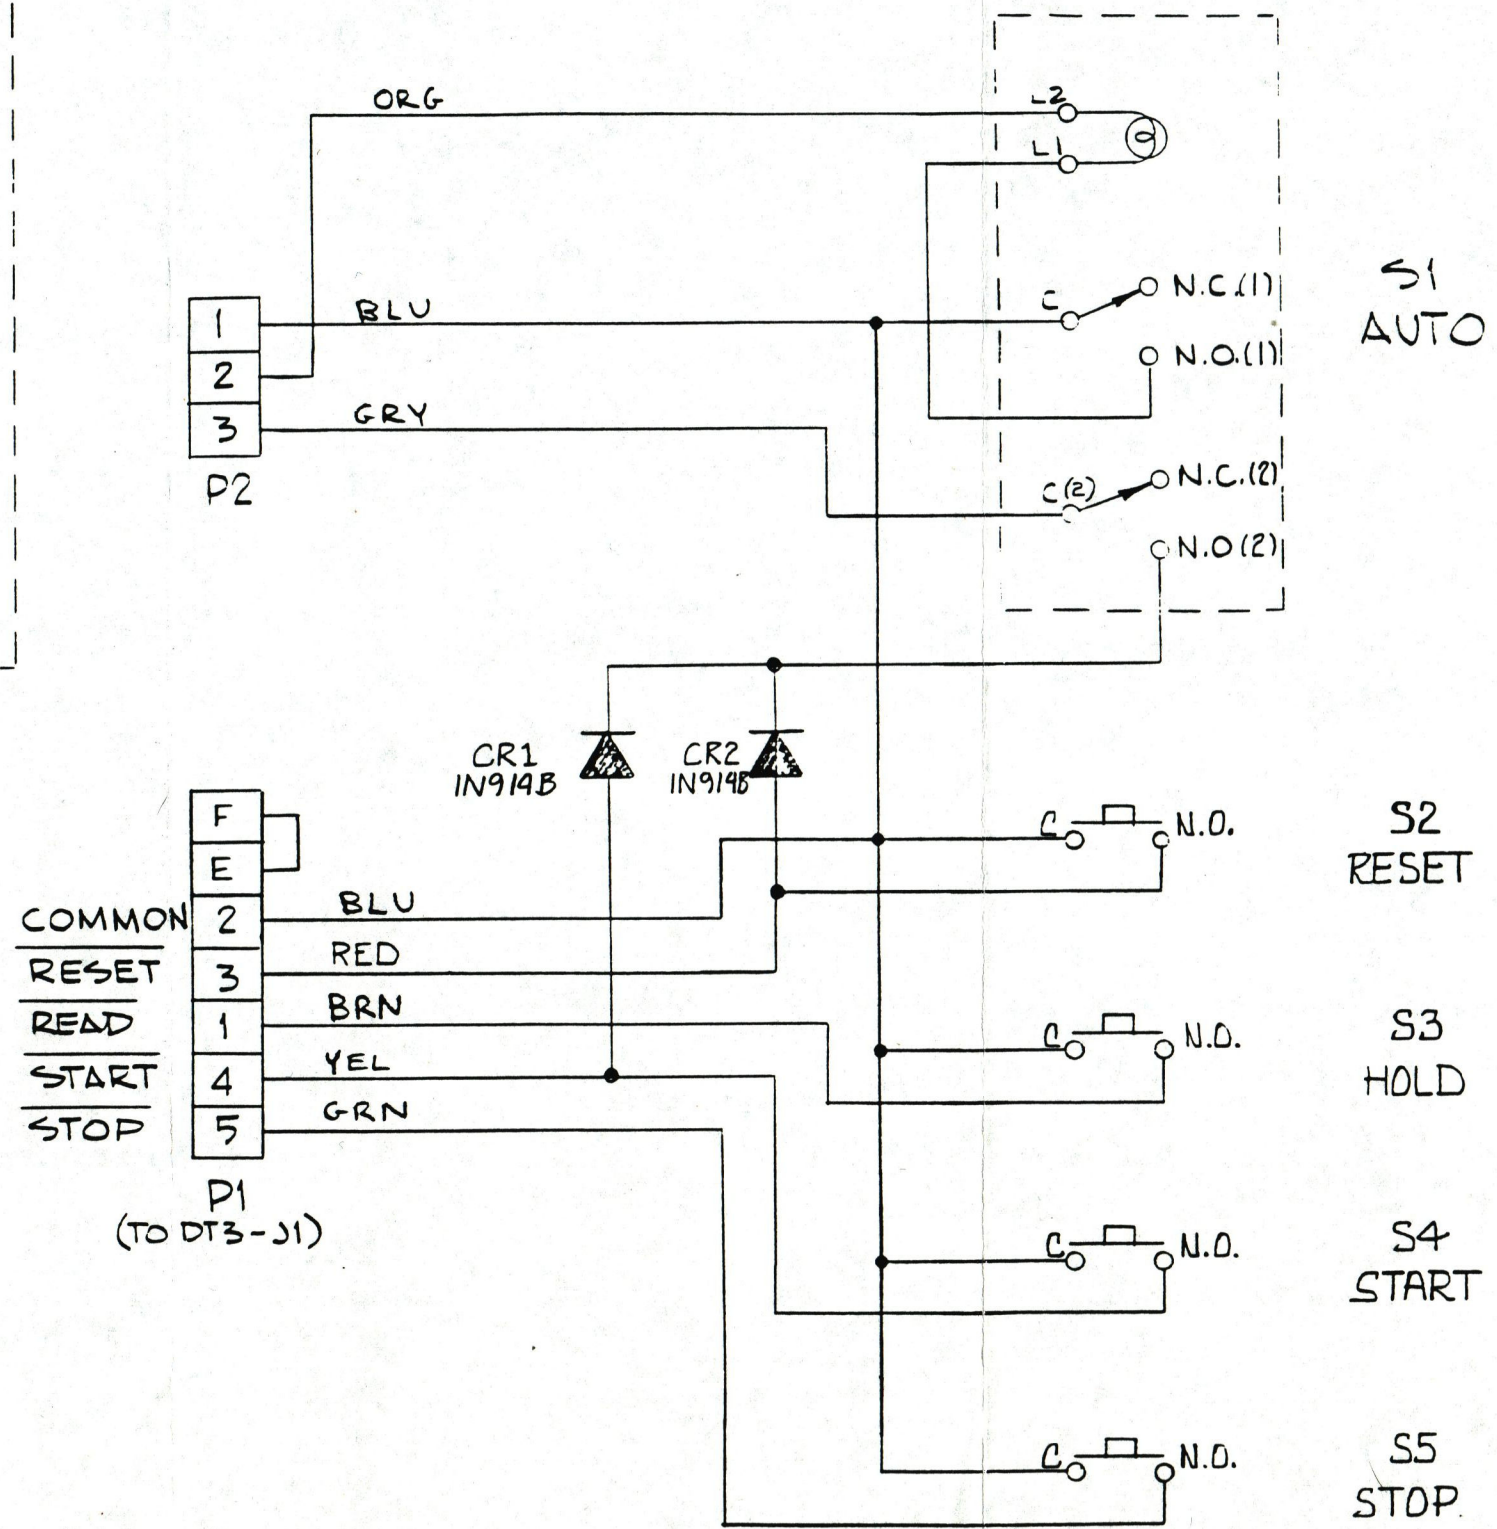 ORG
L2
L1
C
N.C.(1)
N.O.(1)
S1
AUTO
1
BLU
2
3
GRY
P2
C(2)
N.C.(2)
N.O(2)
CR1
1N914B
CR2
1N914B
F
E
COMMON
2
BLU
RESET
3
RED
READ
1
BRN
START
4
YEL
STOP
5
GRN
P1
(TO DT3-J1)
C
N.O.
S2
RESET
C
N.O.
S3
HOLD
C
N.O.
S4
START
C
N.O.
S5
STOP.